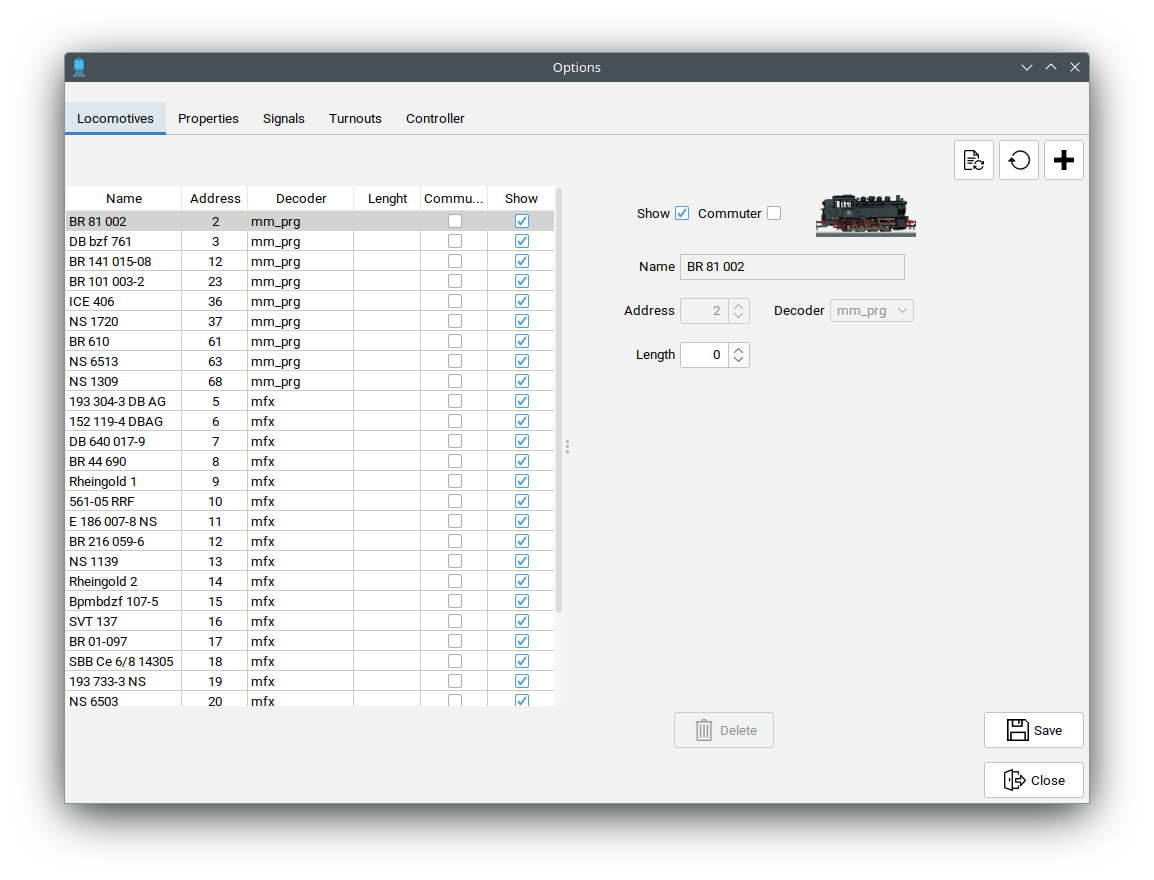 Options
Locomotives Properties Signals Turnouts Controller
Name Address Decoder Lenght Commu... Show
BR 81 002 2 mm_prg
DB bzf 761 3 mm_prg
BR 141 015-08 12 mm_prg
BR 101 003-2 23 mm_prg
ICE 406 36 mm_prg
NS 1720 37 mm_prg
BR 610 61 mm_prg
NS 6513 63 mm_prg
NS 1309 68 mm_prg
193 304-3 DB AG 5 mfx
152 119-4 DBAG 6 mfx
DB 640 017-9 7 mfx
BR 44 690 8 mfx
Rheingold 1 9 mfx
561-05 RRF 10 mfx
E 186 007-8 NS 11 mfx
BR 216 059-6 12 mfx
NS 1139 13 mfx
Rheingold 2 14 mfx
Bpmbdzf 107-5 15 mfx
SVT 137 16 mfx
BR 01-097 17 mfx
SBB Ce 6/8 14305 18 mfx
193 733-3 NS 19 mfx
NS 6503 20 mfx
Show Commuter
Name BR 81 002
Address 2 Decoder mm_prg
Length 0
Delete Save
Close